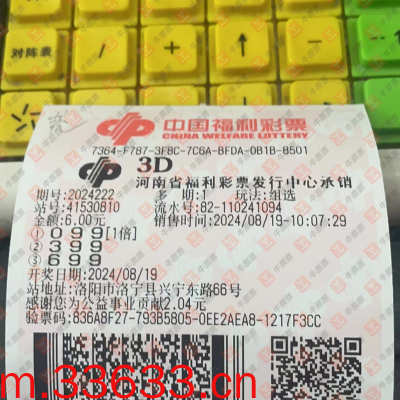 对阵表
/
+
↑
-
中国福利彩票
CHINA WELFARE LOTTERY
7364-F787-3F8C-7C6A-BFDA-0B1B-8501
3D
河南省福利彩票发行中心承销
期号:2024222 多 期:1 玩法:组选
站号:41530810 流水号:82-110241094
金额:6.00元 销售时间:2024/08/19-10:07:29
① 099[1倍]
② 399
③ 699
开奖日期:2024/08/19
站地址:洛阳市洛宁县兴宁东路66号
感谢您为公益事业贡献2.04元
验票码:836A8F27-793B5805-0EE2AEA8-1217F3CC
m.33633.cn